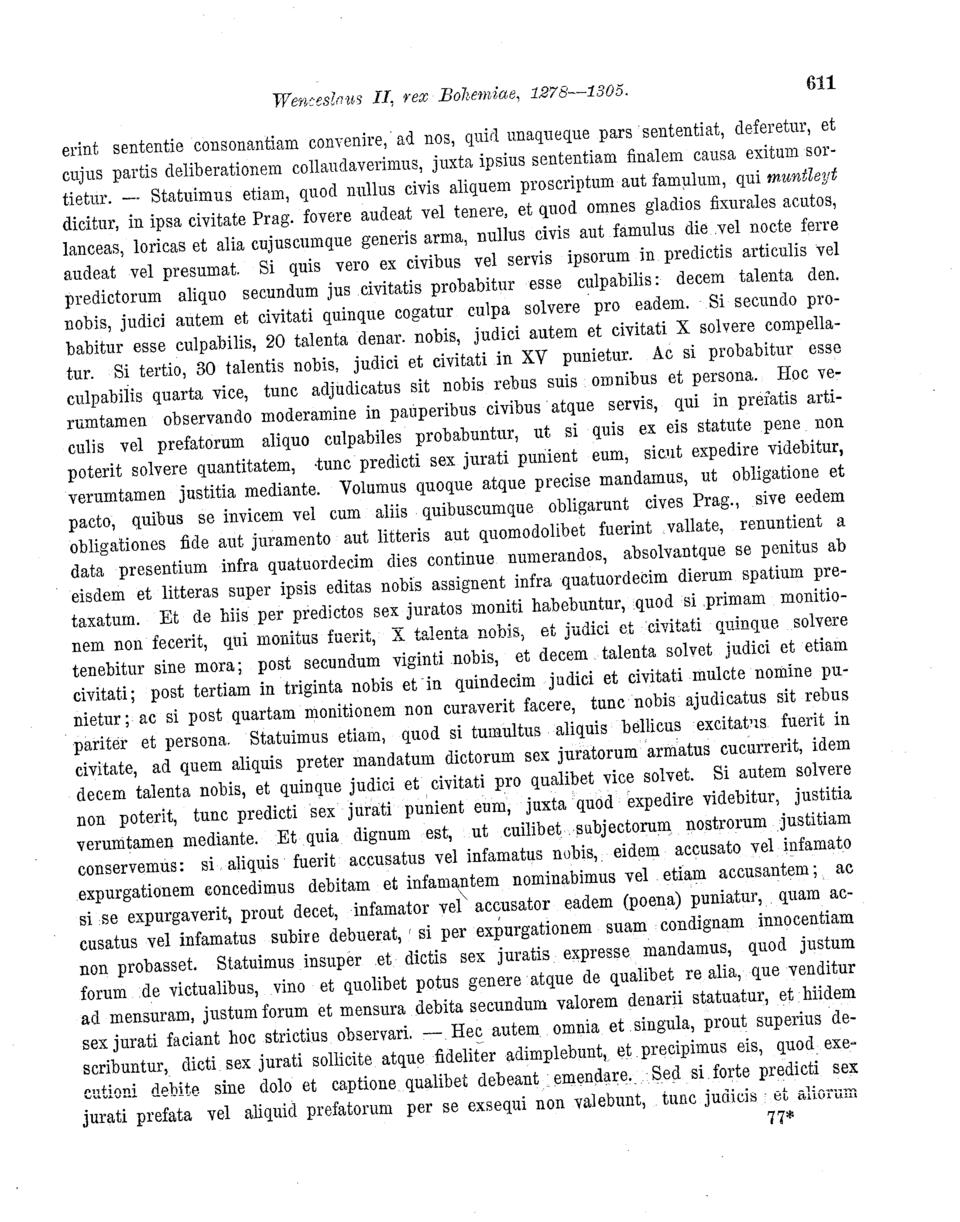 Wenceslaus II, rex Bohemiae, 1278—1305. 611
erint sententie consonantiam convenire, ad nos, quid unaqueque pars sententiat, deferetur, et
cujus partis deliberationem collaudaverimus, juxta ipsius sententiam finalem causa exitum sor-
tietur. — Statuimus etiam, quod nullus civis aliquem proscriptum aut famulum, qui muntleyt
dicitur, in ipsa civitate Prag. fovere audeat vel tenere, et quod omnes gladios fixurales acutos,
lanceas, loricas et alia cujuscumque generis arma, nullus civis aut famulus die vel nocte ferre
audeat vel presumat. Si quis vero ex civibus vel servis ipsorum in predictis articulis vel
predictorum aliquo secundum jus civitatis probabitur esse culpabilis: decem talenta den.
nobis, judici autem et civitati quinque cogatur culpa solvere pro eadem. Si secundo pro-
babitur esse culpabilis, 20 talenta denar. nobis, judici autem et civitati X solvere compella-
tur. Si tertio, 30 talentis nobis, judici et civitati in XV punietur. Ac si probabitur esse
culpabilis quarta vice, tunc adjudicatus sit nobis rebus suis omnibus et persona. Hoc ve-
rumtamen observando moderamine in pauperibus civibus atque servis, qui in prefatis arti-
culis vel prefatorum aliquo culpabiles probabuntur, ut si quis ex eis statute pene non
poterit solvere quantitatem, tunc predicti sex jurati punient eum, sicut expedire videbitur,
verumtamen justitia mediante. Volumus quoque atque precise mandamus, ut obligatione et
pacto, quibus se invicem vel cum aliis quibuscumque obligarunt cives Prag., sive eedem
obligationes fide aut juramento aut litteris aut quomodolibet fuerint vallate, renuntient a
data presentium infra quatuordecim dies continue numerandos, absolvantque se penitus ab
eisdem et litteras super ipsis editas nobis assignent infra quatuordecim dierum spatium pre-
taxatum. Et de hiis per predictos sex juratos moniti habebuntur, quod si primam monitio-
nem non fecerit, qui monitus fuerit, X talenta nobis, et judici et civitati quinque solvere
tenebitur sine mora; post secundum viginti nobis, et decem talenta solvet judici et etiam
civitati; post tertiam in triginta nobis et in quindecim judici et civitati mulcte nomine pu-
nietur; ac si post quartam monitionem non curaverit facere, tunc nobis ajudicatus sit rebus
pariter et persona. Statuimus etiam, quod si tumultus aliquis bellicus excitatus fuerit in
civitate, ad quem aliquis preter mandatum dictorum sex juratorum armatus cucurrerit, idem
decem talenta nobis, et quinque judici et civitati pro qualibet vice solvet. Si autem solvere
non poterit, tunc predicti sex jurati punient eum, juxta quod expedire videbitur, justitia
verumtamen mediante. Et quia dignum est, ut cuilibet subjectorum nostrorum justitiam
conservemus: si aliquis fuerit accusatus vel infamatus nobis, eidem accusato vel infamato
expurgationem concedimus debitam et infamantem nominabimus vel etiam accusantem; ac
si se expurgaverit, prout decet, infamator vel accusator eadem (poena) puniatur, quam ac-
cusatus vel infamatus subire debuerat, si per expurgationem suam condignam innocentiam
non probasset. Statuimus insuper et dictis sex juratis expresse mandamus, quod justum
forum de victualibus, vino et quolibet potus genere atque de qualibet re alia, que venditur
ad mensuram, justum forum et mensura debita secundum valorem denarii statuatur, et hiidem
sex jurati faciant hoc strictius observari. — Hec autem omnia et singula, prout superius de-
scribuntur, dicti sex jurati sollicite atque fideliter adimplebunt, et precipimus eis, quod exe-
cutioni debite sine dolo et captione qualibet debeant emendare. Sed si forte predicti sex
jurati prefata vel aliquid prefatorum per se exsequi non valebunt, tunc judicis et aliorum
77*